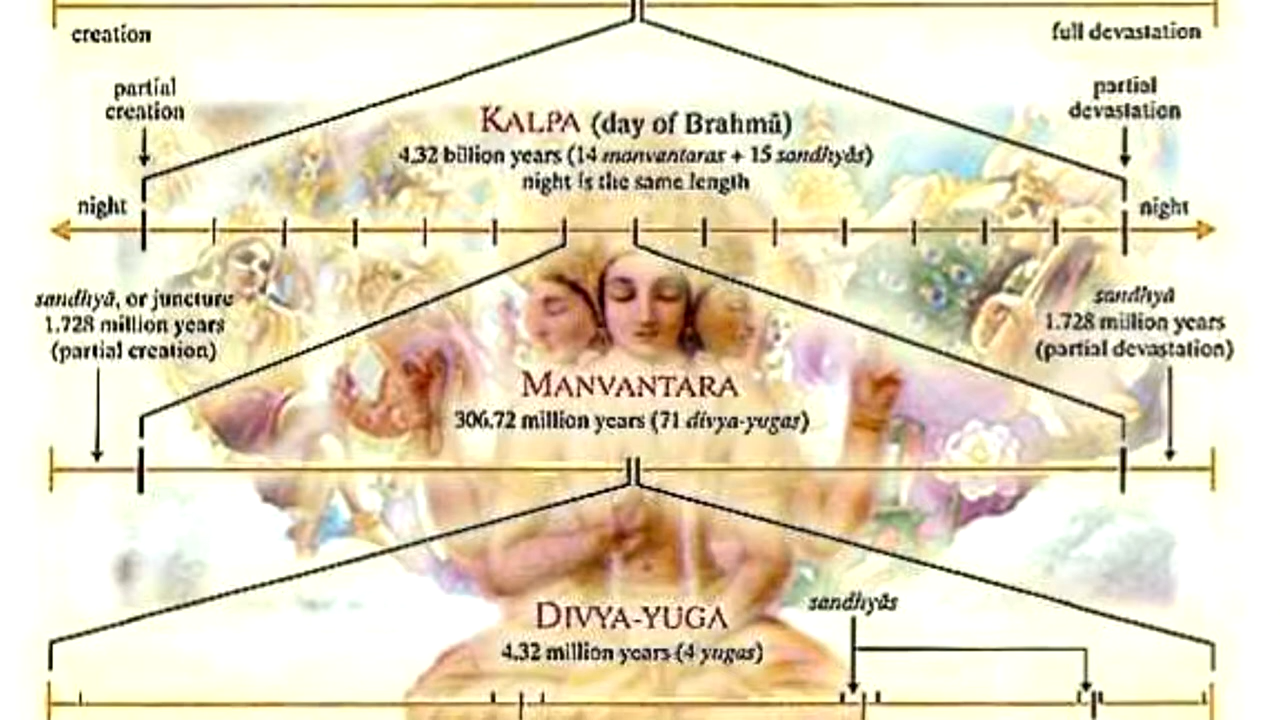 creation
full devastation
partial
creation
partial
devastation
KALPA (day of Brahmā)
4.32 billion years (14 manvantaras + 15 sandhyās)
night is the same length
night
night
sandhyā, or juncture
1.728 million years
(partial creation)
sandhyā
1.728 million years
(partial devastation)
MANVANTARA
306.72 million years (71 divya-yugas)
DIVYA-YUGA
4.32 million years (4 yugas)
sandhyās